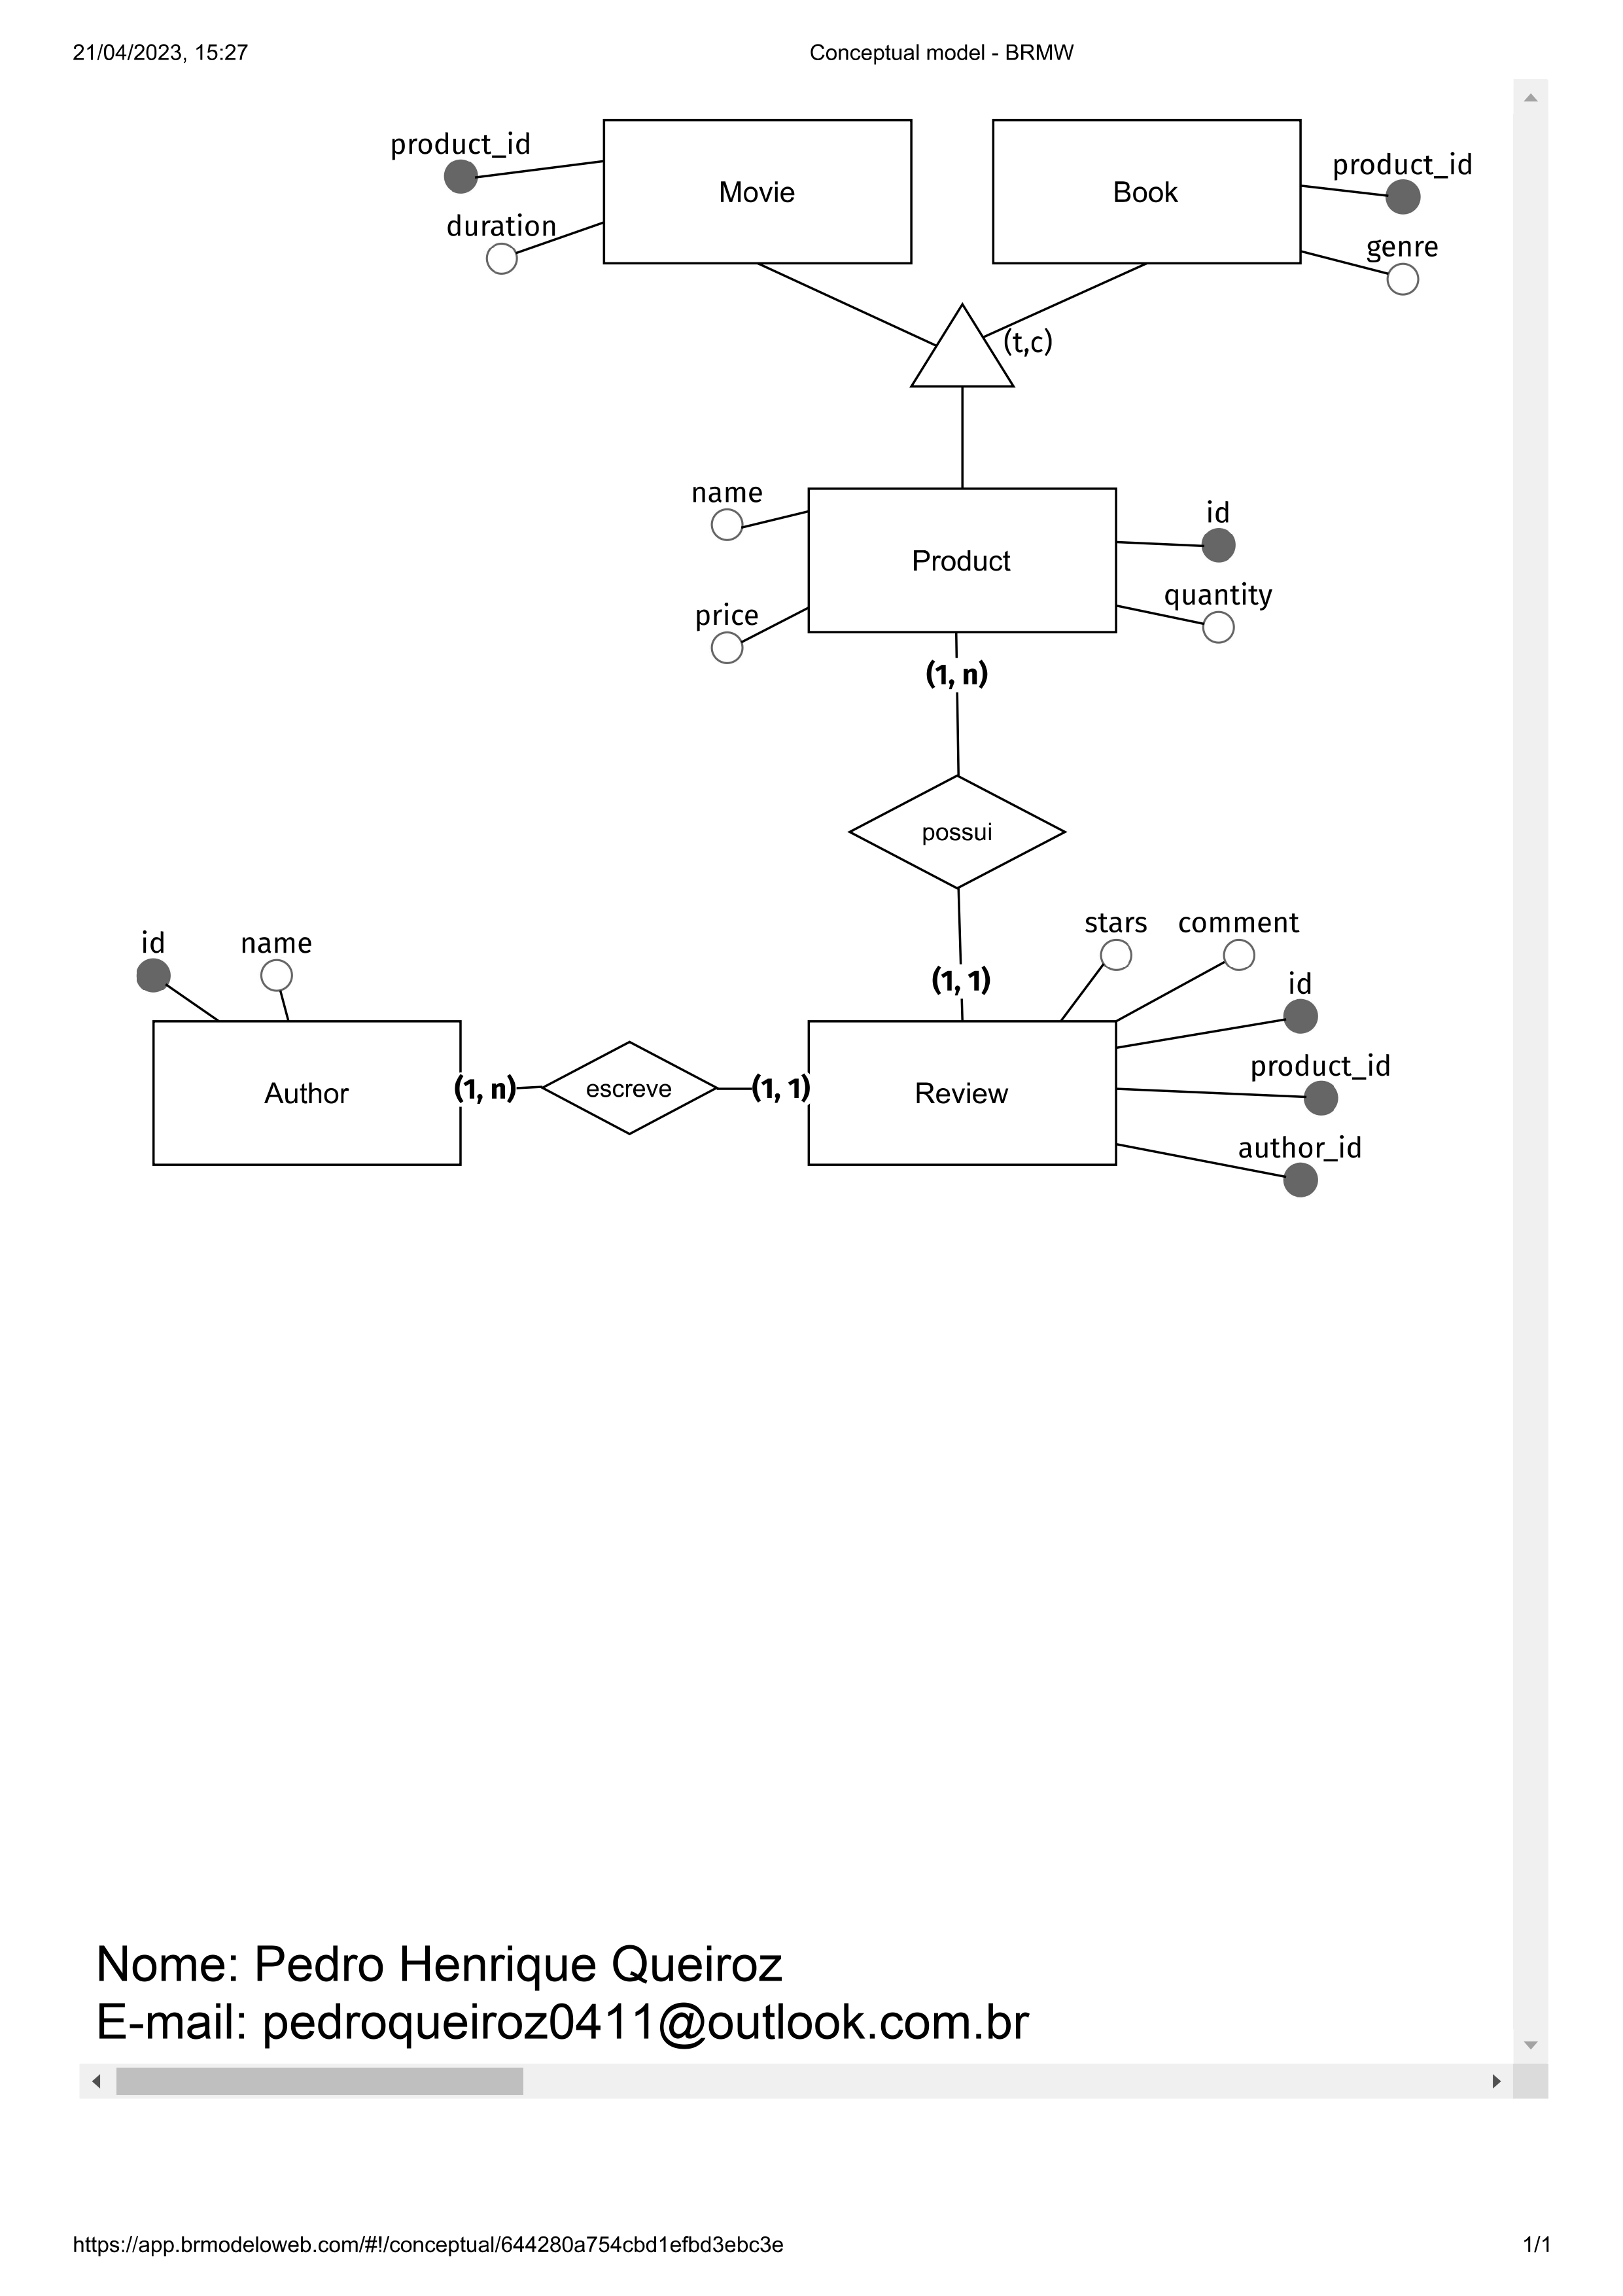 21/04/2023, 15:27
Conceptual model - BRMW
product_id
Movie
duration
Book
product_id
genre
(t,c)
name
price
Product
id
quantity
(1, n)
possui
(1, 1)
id
name
Author
(1, n)
escreve
(1, 1)
Review
stars
comment
id
product_id
author_id
Nome: Pedro Henrique Queiroz
E-mail: pedroqueiroz0411@outlook.com.br
https://app.brmodeloweb.com/#!/conceptual/644280a754cbd1efbd3ebc3e
1/1